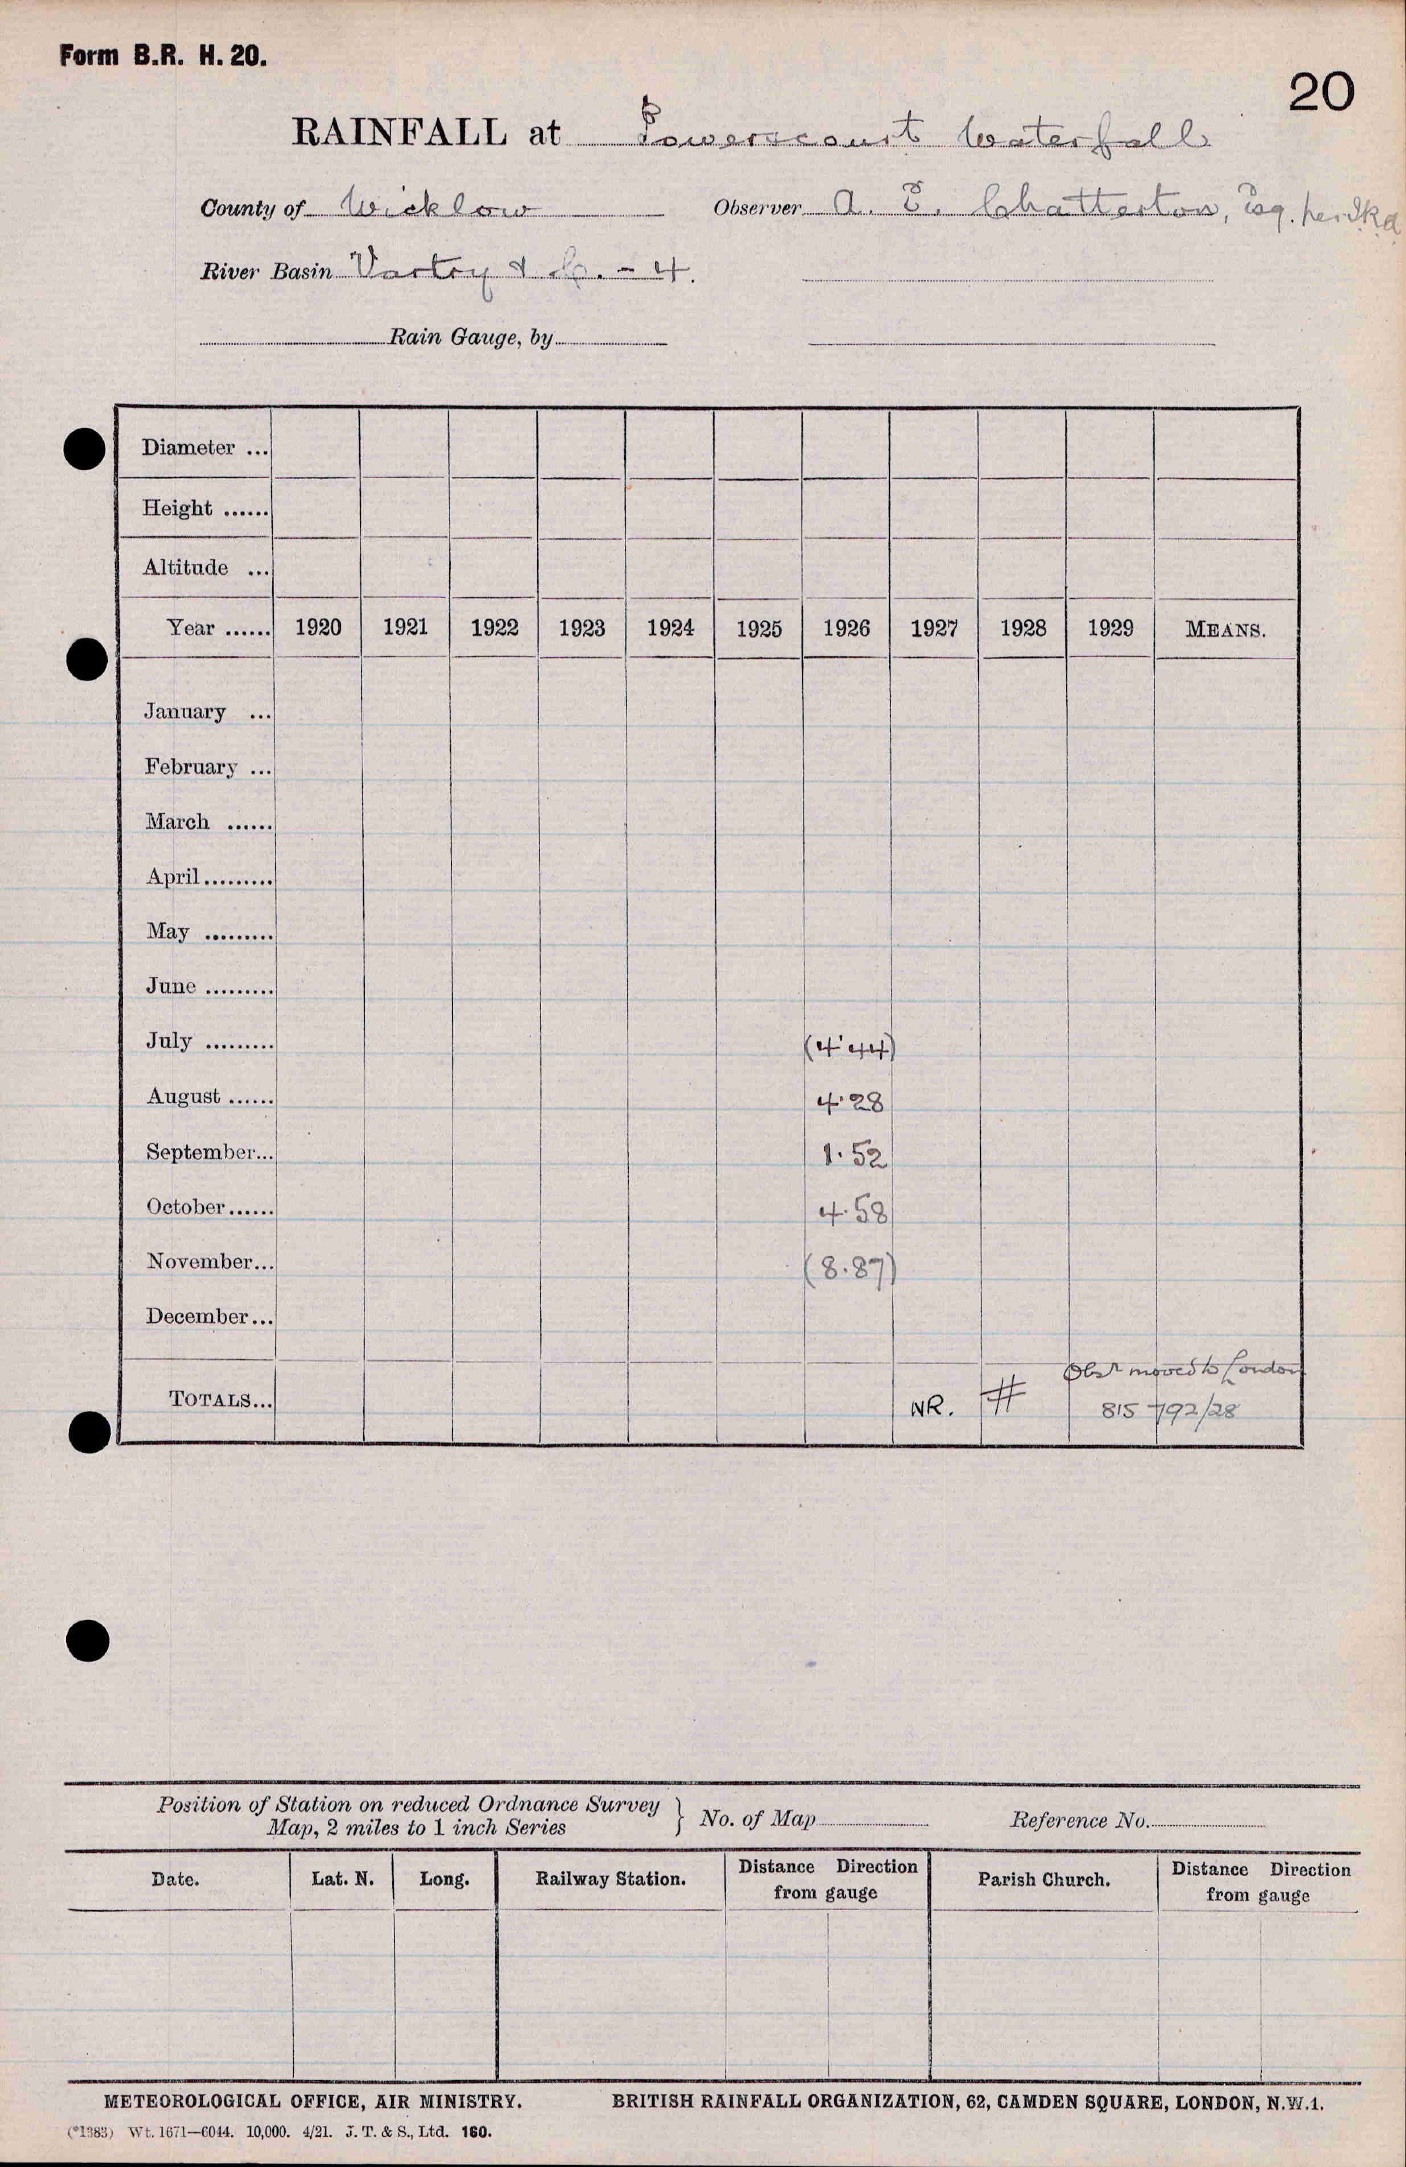 Form B.R. H. 20.
20
RAINFALL at Powerscourt Waterfall
County of Wicklow Observer A. E. Chatterton, Esq. per
River Basin Vartry & C. - 4.
Rain Gauge, by
Diameter ...
Height ......
Altitude ...
Year ...... 1920 1921 1922 1923 1924 1925 1926 1927 1928 1929 MEANS.
January ...
February ...
March ......
April.........
May .........
June .........
July ......... (4.44)
August ...... 4.28
September... 1.52
October...... 4.58
November... (8.87)
December...
Obsr moved to London
TOTALS... NR. # 815792/28
Position of Station on reduced Ordnance Survey
Map, 2 miles to 1 inch Series } No. of Map Reference No.
Date. Lat. N. Long. Railway Station. Distance Direction from gauge Parish Church. Distance Direction from gauge
METEOROLOGICAL OFFICE, AIR MINISTRY. BRITISH RAINFALL ORGANIZATION, 62, CAMDEN SQUARE, LONDON, N.W.1.
(*1383) Wt. 1671—6044. 10,000. 4/21. J. T. & S., Ltd. 160.